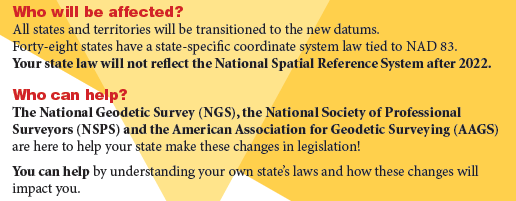 Who will be affected?
All states and territories will be transitioned to the new datums.
Forty-eight states have a state-specific coordinate system law tied to NAD 83.
Your state law will not reflect the National Spatial Reference System after 2022.
Who can help?
The National Geodetic Survey (NGS), the National Society of Professional
Surveyors (NSPS) and the American Association for Geodetic Surveying (AAGS)
are here to help your state make these changes in legislation!
You can help by understanding your own state's laws and how these changes will
impact you.